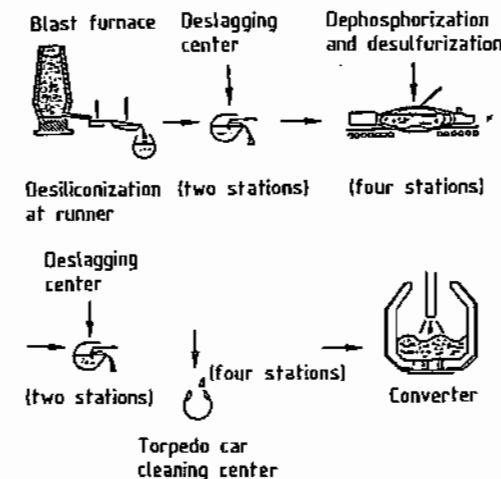 Blast furnace
Deslagging
center
Dephosphorization
and desulfurization
Desiliconization
at runner
(two stations)
(four stations)
Deslagging
center
(two stations)
(four stations)
Torpedo car
cleaning center
Converter